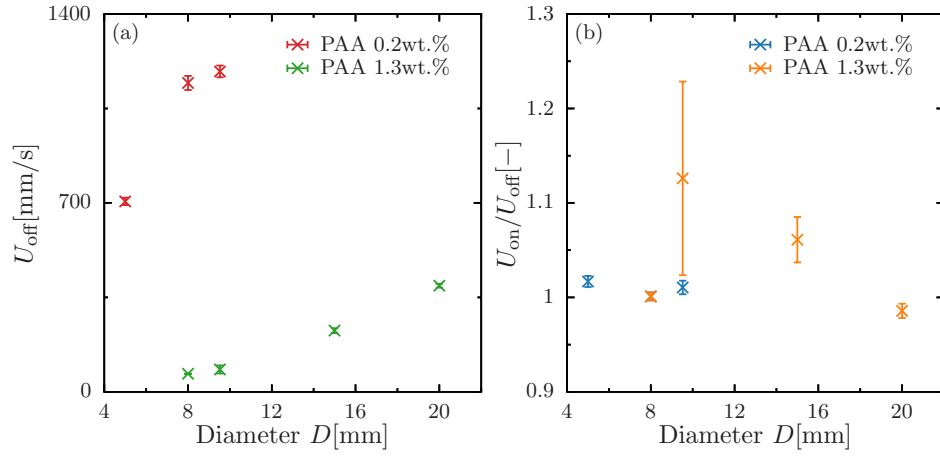 (a)
PAA 0.2wt.%
PAA 1.3wt.%
1400
700
0
U_off[mm/s]
4 8 12 16 20
Diameter D[mm]
(b)
PAA 0.2wt.%
PAA 1.3wt.%
1.3
1.2
1.1
1
0.9
U_on/U_off[−]
4 8 12 16 20
Diameter D[mm]